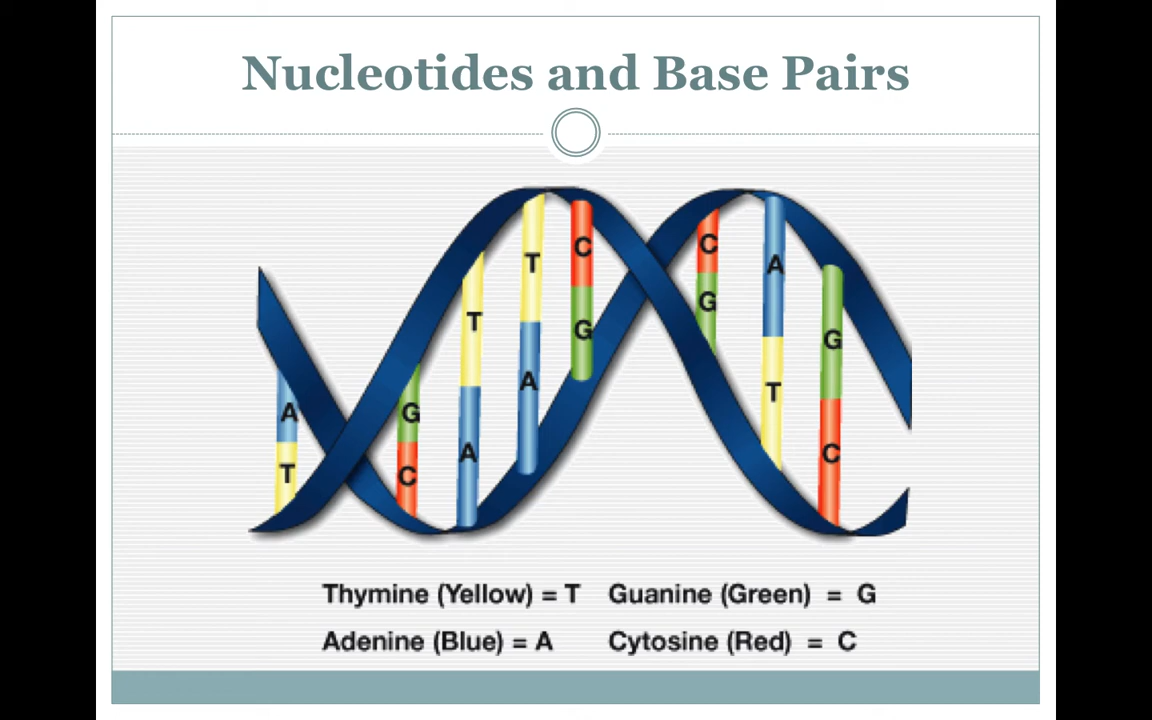 Nucleotides and Base Pairs
A G T T C C A G
T C A A G G T C
Thymine (Yellow) = T Guanine (Green) = G
Adenine (Blue) = A Cytosine (Red) = C